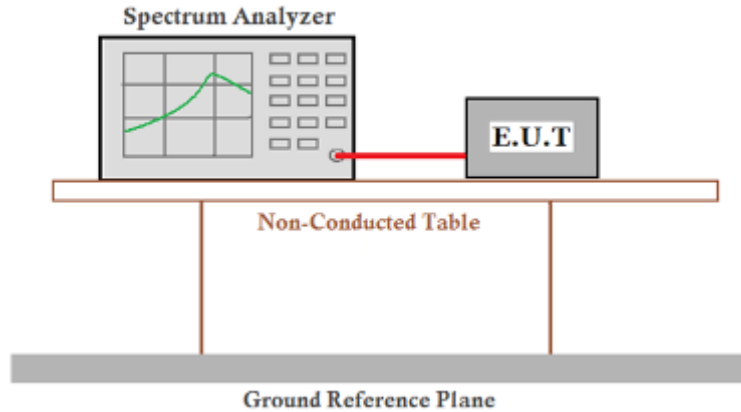 Spectrum Analyzer
E.U.T
Non-Conducted Table
Ground Reference Plane